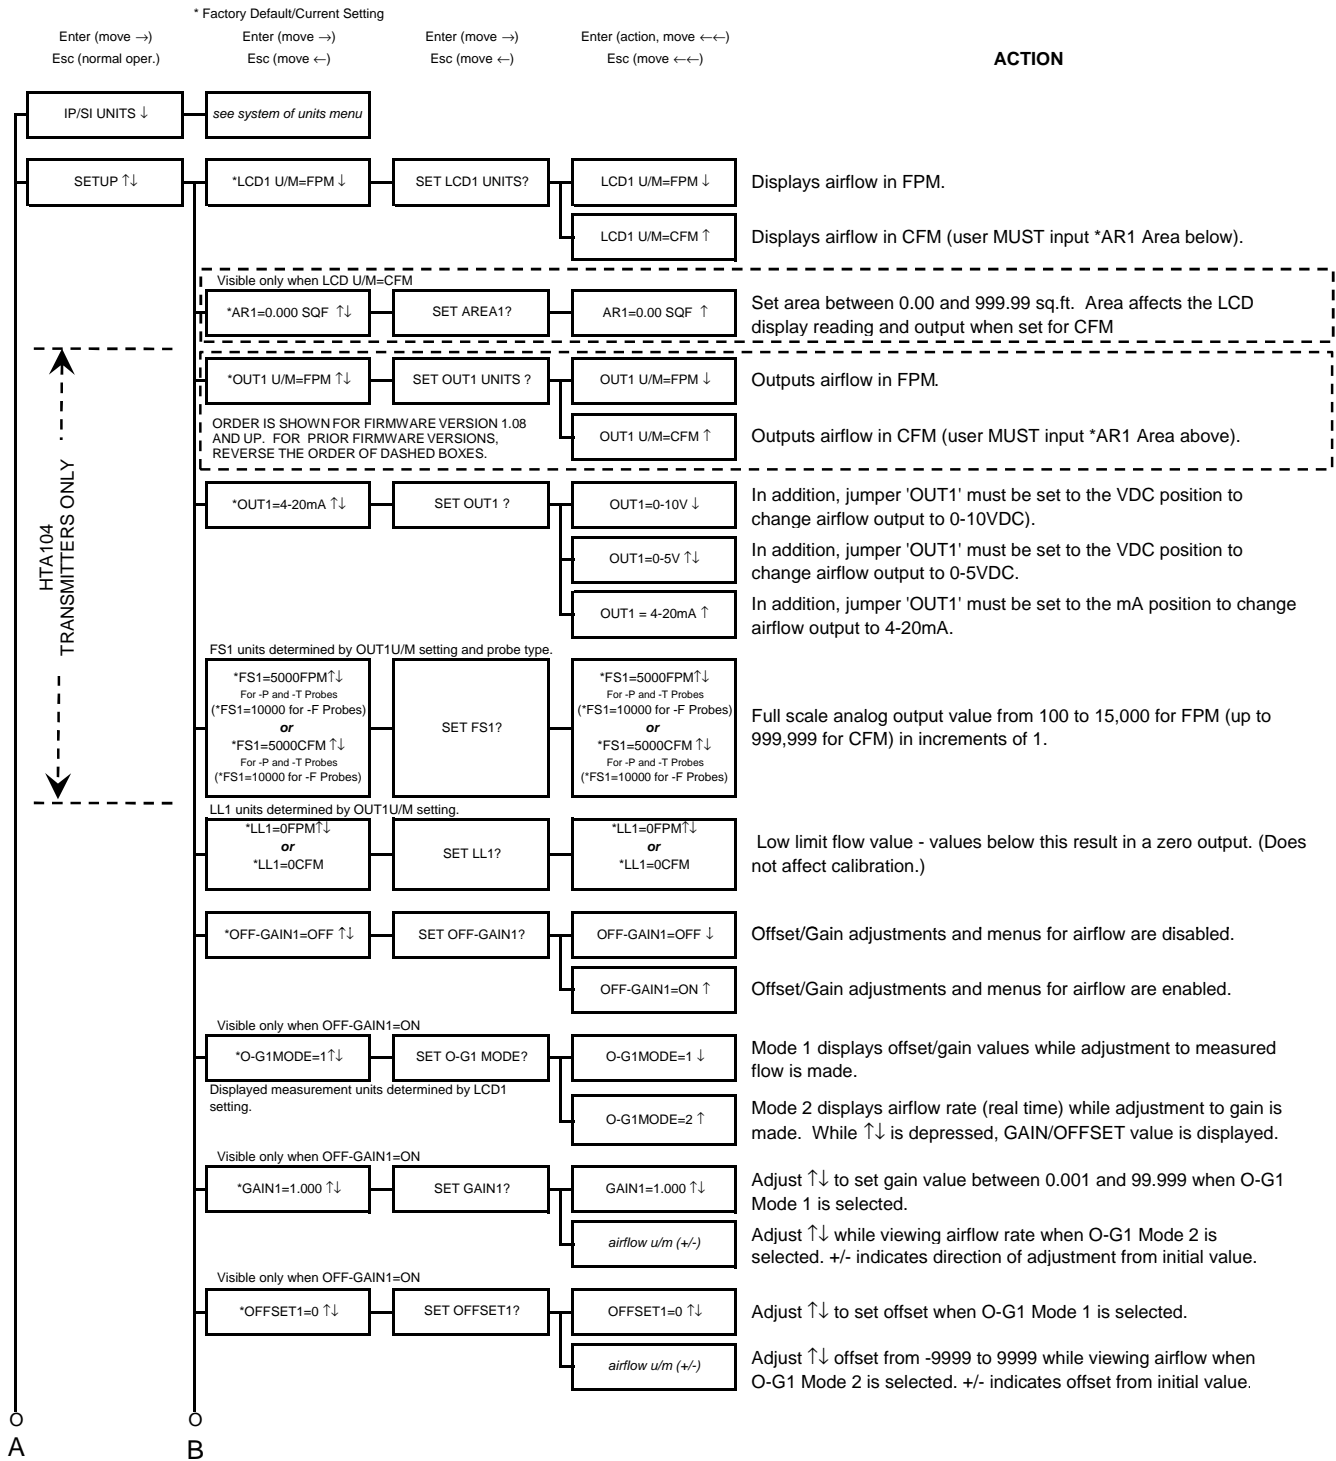 * Factory Default/Current Setting
Enter (move →)
Esc (normal oper.)
Enter (move →)
Esc (move ←)
Enter (move →)
Esc (move ←)
Enter (action, move ←←)
Esc (move ←←)
ACTION
IP/SI UNITS ↓
see system of units menu
SETUP ↑↓
*LCD1 U/M=FPM ↓
SET LCD1 UNITS?
LCD1 U/M=FPM ↓
Displays airflow in FPM.
LCD1 U/M=CFM ↑
Displays airflow in CFM (user MUST input *AR1 Area below).
Visible only when LCD U/M=CFM
*AR1=0.000 SQF ↑↓
SET AREA1?
AR1=0.00 SQF ↑
Set area between 0.00 and 999.99 sq.ft. Area affects the LCD
display reading and output when set for CFM
HTA104
TRANSMITTERS ONLY
*OUT1 U/M=FPM ↑↓
SET OUT1 UNITS ?
OUT1 U/M=FPM ↓
Outputs airflow in FPM.
ORDER IS SHOWN FOR FIRMWARE VERSION 1.08
AND UP. FOR PRIOR FIRMWARE VERSIONS,
REVERSE THE ORDER OF DASHED BOXES.
OUT1 U/M=CFM ↑
Outputs airflow in CFM (user MUST input *AR1 Area above).
*OUT1=4-20mA ↑↓
SET OUT1 ?
OUT1=0-10V ↓
In addition, jumper 'OUT1' must be set to the VDC position to
change airflow output to 0-10VDC).
OUT1=0-5V ↑↓
In addition, jumper 'OUT1' must be set to the VDC position to
change airflow output to 0-5VDC.
OUT1 = 4-20mA ↑
In addition, jumper 'OUT1' must be set to the mA position to change
airflow output to 4-20mA.
FS1 units determined by OUT1U/M setting and probe type.
*FS1=5000FPM↑↓
For -P and -T Probes
(*FS1=10000 for -F Probes)
or
*FS1=5000CFM ↑↓
For -P and -T Probes
(*FS1=10000 for -F Probes)
SET FS1?
*FS1=5000FPM↑↓
For -P and -T Probes
(*FS1=10000 for -F Probes)
or
*FS1=5000CFM ↑↓
For -P and -T Probes
(*FS1=10000 for -F Probes)
Full scale analog output value from 100 to 15,000 for FPM (up to
999,999 for CFM) in increments of 1.
LL1 units determined by OUT1U/M setting.
*LL1=0FPM↑↓
or
*LL1=0CFM
SET LL1?
*LL1=0FPM↑↓
or
*LL1=0CFM
Low limit flow value - values below this result in a zero output. (Does
not affect calibration.)
*OFF-GAIN1=OFF ↑↓
SET OFF-GAIN1?
OFF-GAIN1=OFF ↓
Offset/Gain adjustments and menus for airflow are disabled.
OFF-GAIN1=ON ↑
Offset/Gain adjustments and menus for airflow are enabled.
Visible only when OFF-GAIN1=ON
*O-G1MODE=1↑↓
SET O-G1 MODE?
O-G1MODE=1 ↓
Mode 1 displays offset/gain values while adjustment to measured
flow is made.
Displayed measurement units determined by LCD1
setting.
O-G1MODE=2 ↑
Mode 2 displays airflow rate (real time) while adjustment to gain is
made. While ↑↓ is depressed, GAIN/OFFSET value is displayed.
Visible only when OFF-GAIN1=ON
*GAIN1=1.000 ↑↓
SET GAIN1?
GAIN1=1.000 ↑↓
Adjust ↑↓ to set gain value between 0.001 and 99.999 when O-G1
Mode 1 is selected.
airflow u/m (+/-)
Adjust ↑↓ while viewing airflow rate when O-G1 Mode 2 is
selected. +/- indicates direction of adjustment from initial value.
Visible only when OFF-GAIN1=ON
*OFFSET1=0 ↑↓
SET OFFSET1?
OFFSET1=0 ↑↓
Adjust ↑↓ to set offset when O-G1 Mode 1 is selected.
airflow u/m (+/-)
Adjust ↑↓ offset from -9999 to 9999 while viewing airflow when
O-G1 Mode 2 is selected. +/- indicates offset from initial value.
O
A
O
B